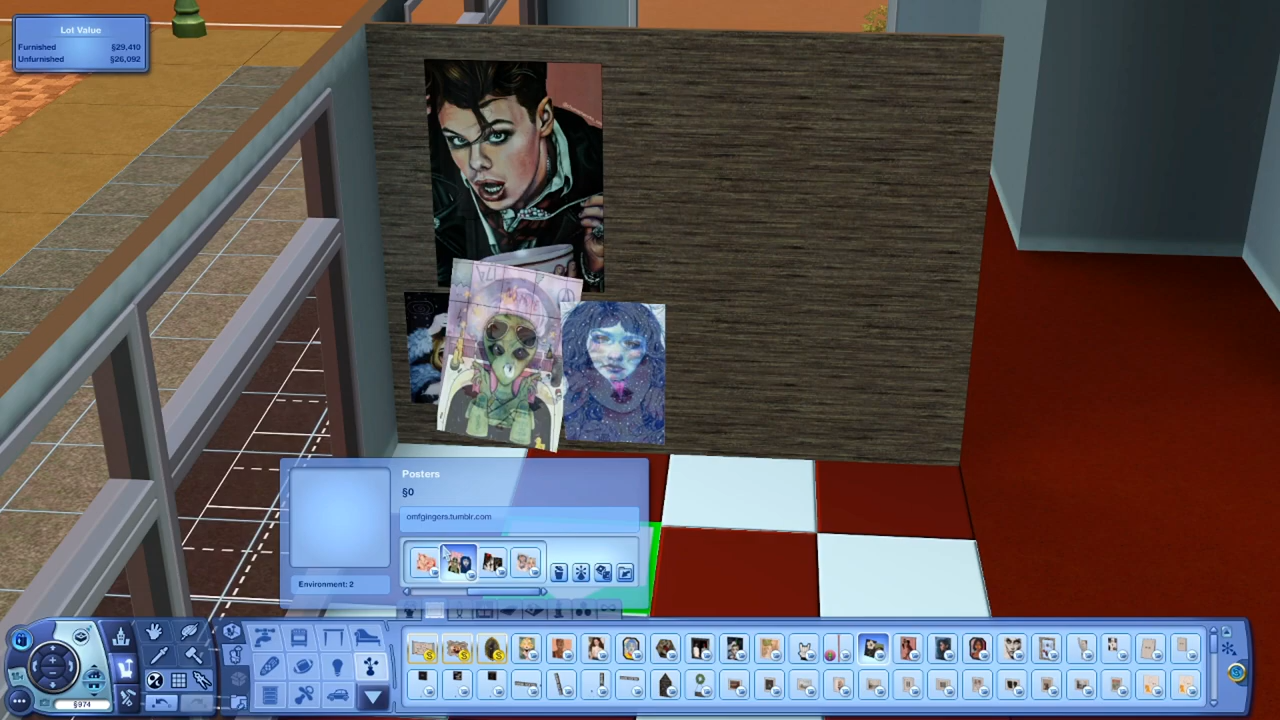 Lot Value
Furnished §29,410
Unfurnished §26,092
Posters
§0
omfgingers.tumblr.com
Environment: 2
§974